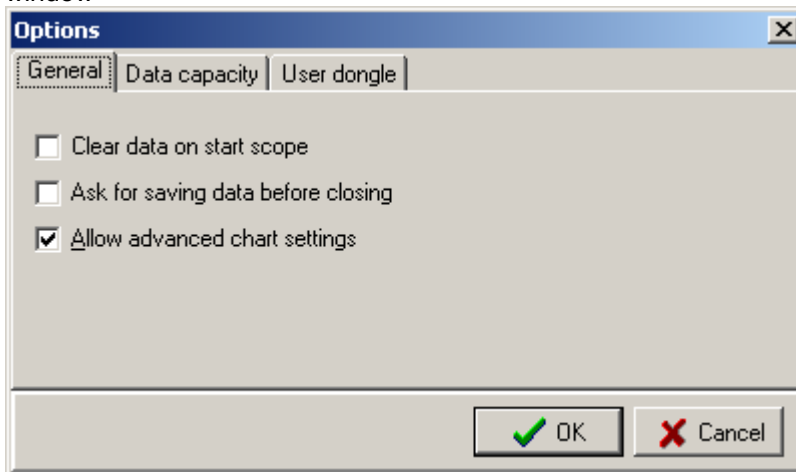 Options
General Data capacity User dongle
Clear data on start scope
Ask for saving data before closing
Allow advanced chart settings
OK Cancel